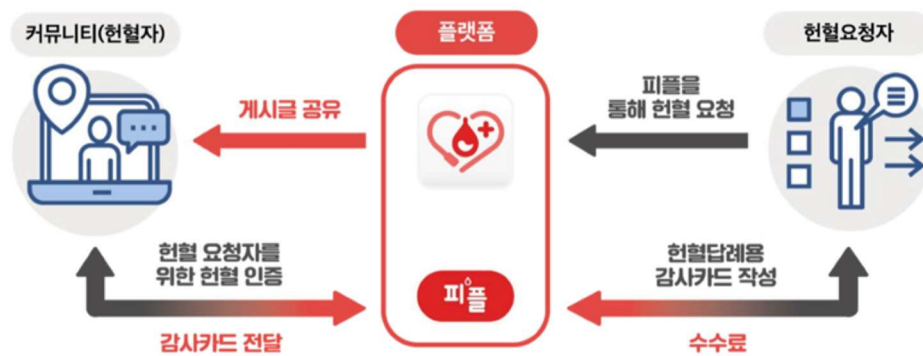 커뮤니티(헌혈자)
플랫폼
헌혈요청자
게시글 공유
피플을
통해 헌혈 요청
헌혈 요청자를
위한 헌혈 인증
감사카드 전달
피플
헌혈답례용
감사카드 작성
수수료